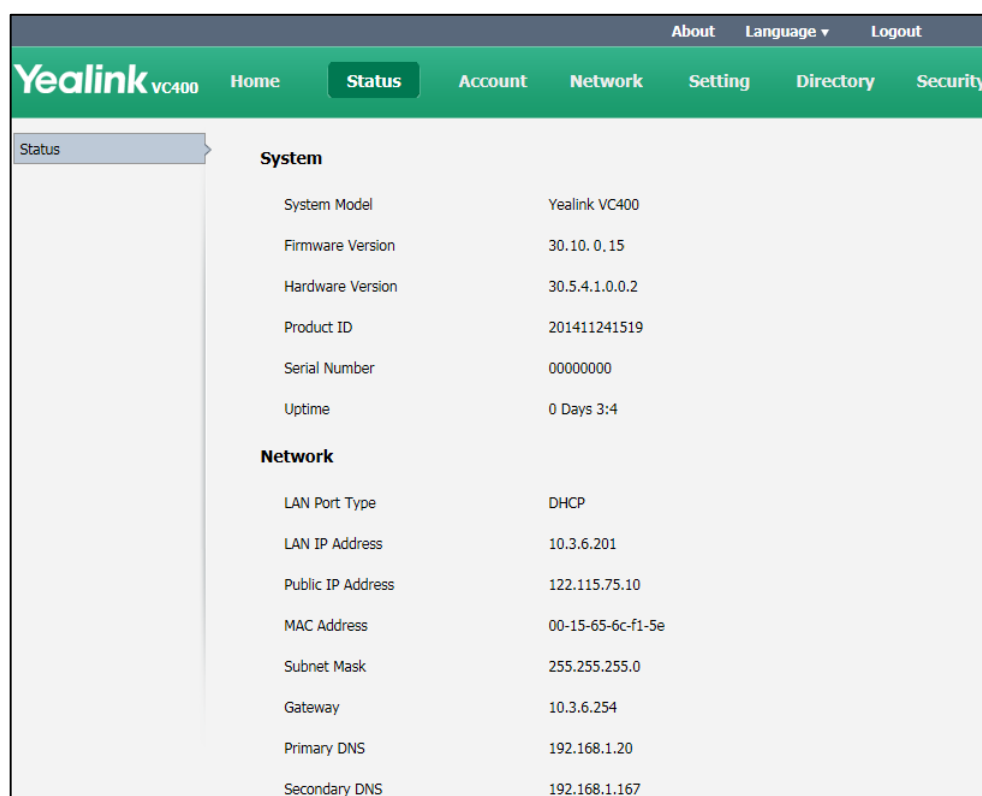 About Language ▾ Logout
Yealink VC400 Home Status Account Network Setting Directory Security
Status
System
System Model Yealink VC400
Firmware Version 30.10. 0.15
Hardware Version 30.5.4.1.0.0.2
Product ID 201411241519
Serial Number 00000000
Uptime 0 Days 3:4
Network
LAN Port Type DHCP
LAN IP Address 10.3.6.201
Public IP Address 122.115.75.10
MAC Address 00-15-65-6c-f1-5e
Subnet Mask 255.255.255.0
Gateway 10.3.6.254
Primary DNS 192.168.1.20
Secondary DNS 192.168.1.167